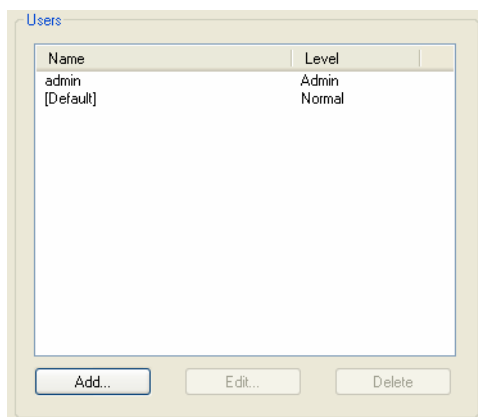 Users
Name Level
admin Admin
[Default] Normal
Add... Edit... Delete